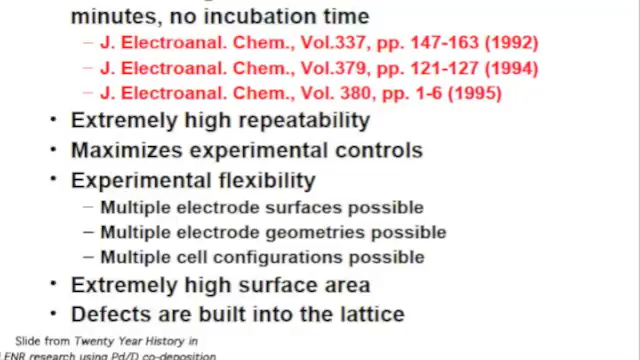 minutes, no incubation time
– J. Electroanal. Chem., Vol.337, pp. 147-163 (1992)
– J. Electroanal. Chem., Vol.379, pp. 121-127 (1994)
– J. Electroanal. Chem., Vol. 380, pp. 1-6 (1995)
• Extremely high repeatability
• Maximizes experimental controls
• Experimental flexibility
– Multiple electrode surfaces possible
– Multiple electrode geometries possible
– Multiple cell configurations possible
• Extremely high surface area
• Defects are built into the lattice
Slide from Twenty Year History in
LENR research using Pd/D co-deposition